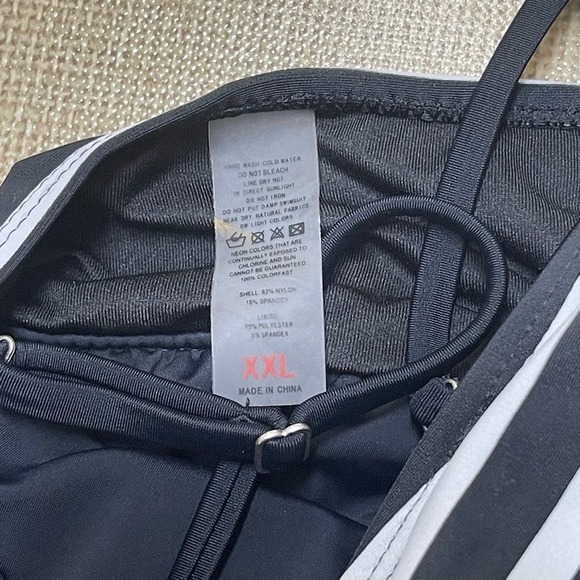 HAND WASH COLD WATER
DO NOT BLEACH
LINE DRY NOT
IN DIRECT SUNLIGHT
DO NOT IRON
DO NOT PUT DAMP SWIMSUIT
NEAR DRY NATURAL FABRICS
OR LIGHT COLORS
NEON COLORS THAT ARE
CONTINUALLY EXPOSED TO
CHLORINE AND SUN
CANNOT BE GUARANTEED
100% COLORFAST
SHELL 82% NYLON
18% SPANDEX
LINING
POLYESTER
5% SPANDEX
XXL
MADE IN CHINA